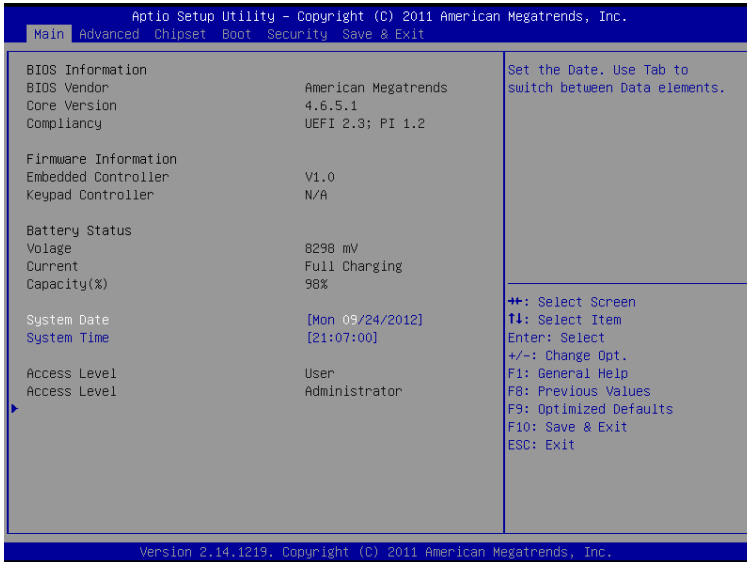 Aptio Setup Utility – Copyright (C) 2011 American Megatrends, Inc.
Main Advanced Chipset Boot Security Save & Exit
BIOS Information
BIOS Vendor American Megatrends
Core Version 4.6.5.1
Compliancy UEFI 2.3; PI 1.2
Firmware Information
Embedded Controller V1.0
Keypad Controller N/A
Battery Status
Volage 8298 mV
Current Full Charging
Capacity(%) 98%
System Date [Mon 09/24/2012]
System Time [21:07:00]
Access Level User
Access Level Administrator
Set the Date. Use Tab to
switch between Data elements.
→←: Select Screen
↑↓: Select Item
Enter: Select
+/-: Change Opt.
F1: General Help
F8: Previous Values
F9: Optimized Defaults
F10: Save & Exit
ESC: Exit
Version 2.14.1219. Copyright (C) 2011 American Megatrends, Inc.